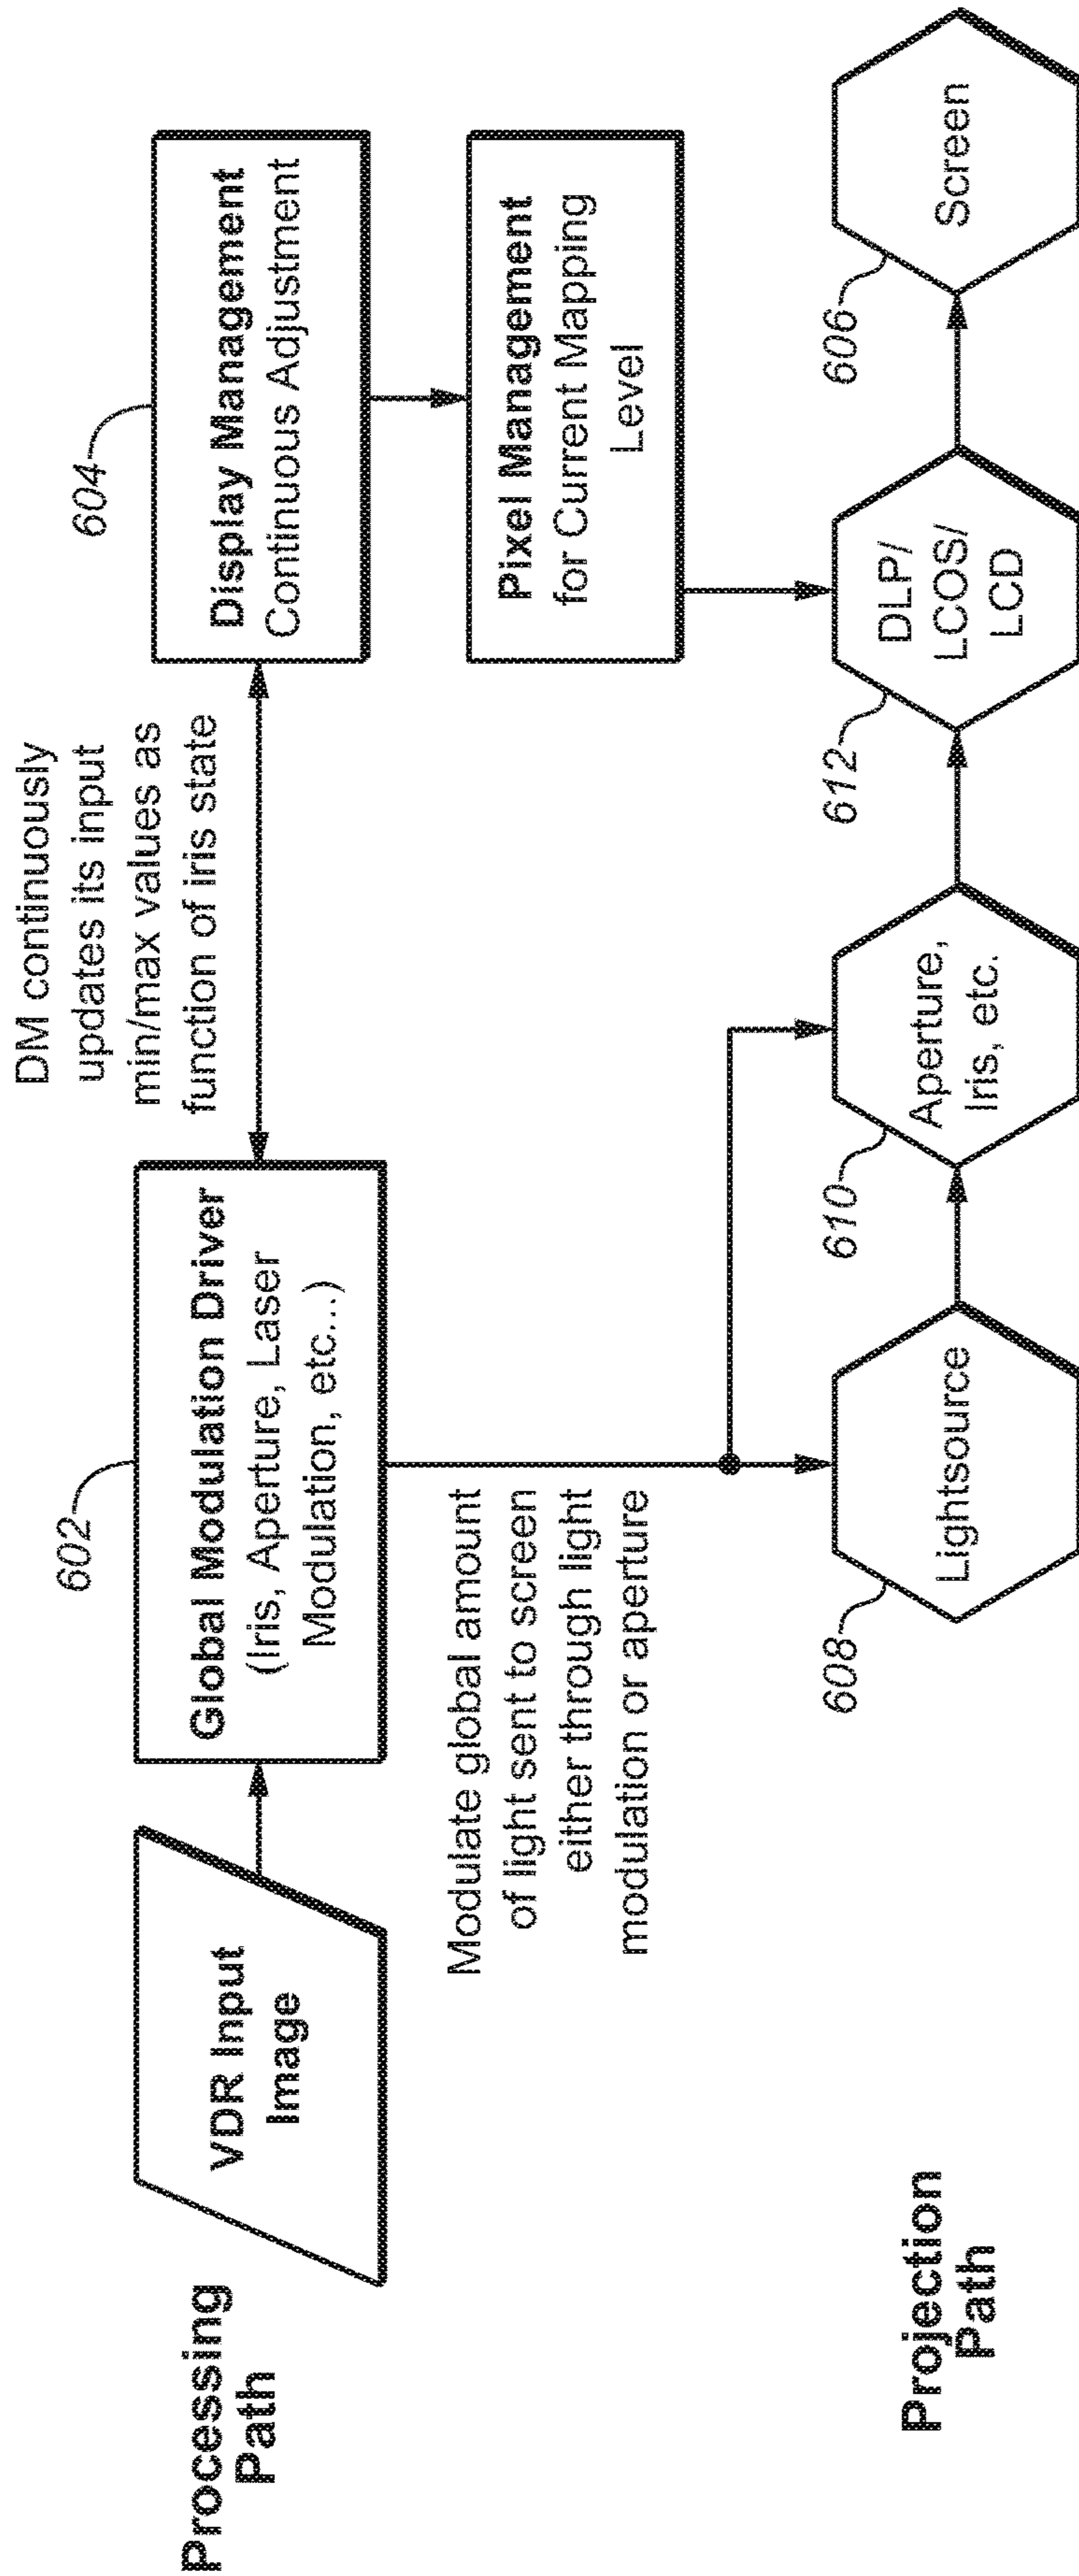 Processing
Path
VDR Input
Image
602
Global Modulation Driver
(Iris, Aperture, Laser
Modulation, etc...)
DM continuously
updates its input
min/max values as
function of iris state
604
Display Management
Continuous Adjustment
Pixel Management
for Current Mapping
Level
Modulate global amount
of light sent to screen
either through light
modulation or aperture
Projection
Path
608
Lightsource
610
Aperture,
Iris, etc.
612
DLP/
LCOS/
LCD
606
Screen